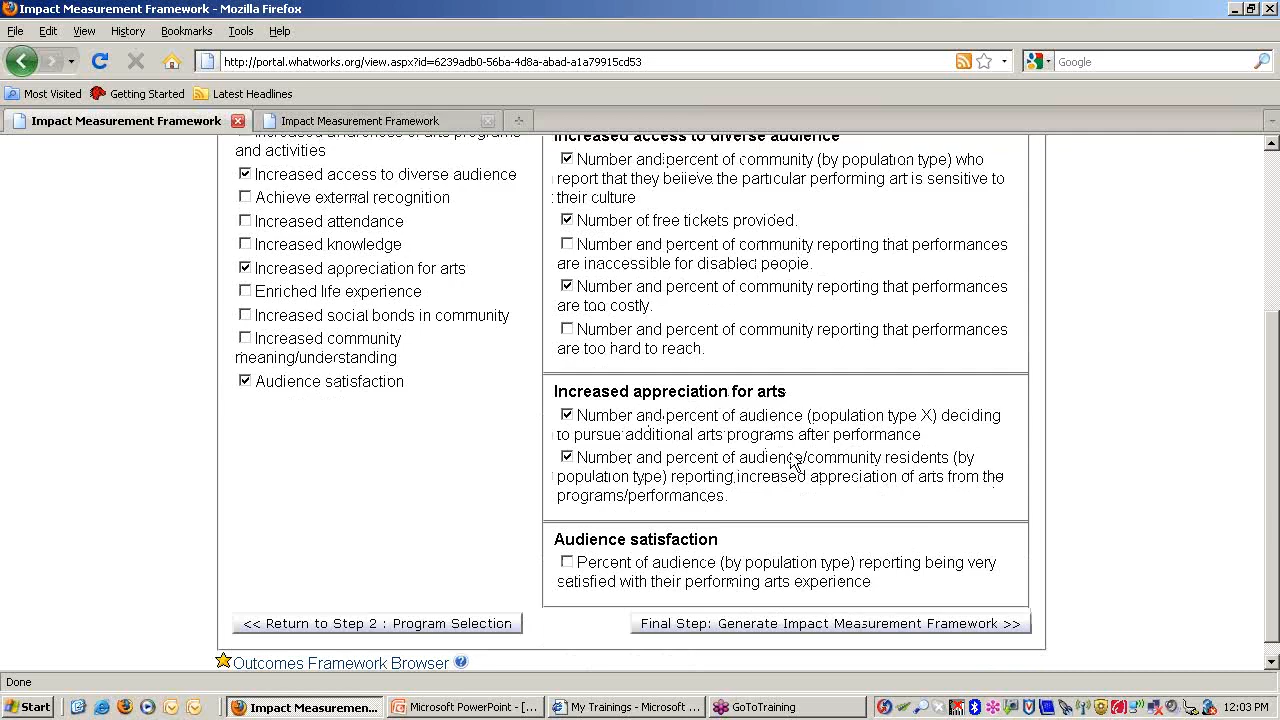 Impact Measurement Framework - Mozilla Firefox
File Edit View History Bookmarks Tools Help
http://portal.whatworks.org/view.aspx?id=6239adb0-56ba-4d8a-abad-a1a79915cd53
Google
Most Visited Getting Started Latest Headlines
Impact Measurement Framework
Impact Measurement Framework
Increased awareness of arts programs
and activities
Increased access to diverse audience
Achieve external recognition
Increased attendance
Increased knowledge
Increased appreciation for arts
Enriched life experience
Increased social bonds in community
Increased community
meaning/understanding
Audience satisfaction
Increased access to diverse audience
Number and percent of community (by population type) who
report that they believe the particular performing art is sensitive to
their culture
Number of free tickets provided.
Number and percent of community reporting that performances
are inaccessible for disabled people.
Number and percent of community reporting that performances
are too costly.
Number and percent of community reporting that performances
are too hard to reach.
Increased appreciation for arts
Number and percent of audience (population type X) deciding
to pursue additional arts programs after performance
Number and percent of audience/community residents (by
population type) reporting increased appreciation of arts from the
programs/performances.
Audience satisfaction
Percent of audience (by population type) reporting being very
satisfied with their performing arts experience
<< Return to Step 2 : Program Selection
Final Step: Generate Impact Measurement Framework >>
Outcomes Framework Browser
Done
Start
Impact Measuremen...
Microsoft PowerPoint - [...
My Trainings - Microsoft ...
GoToTraining
12:03 PM